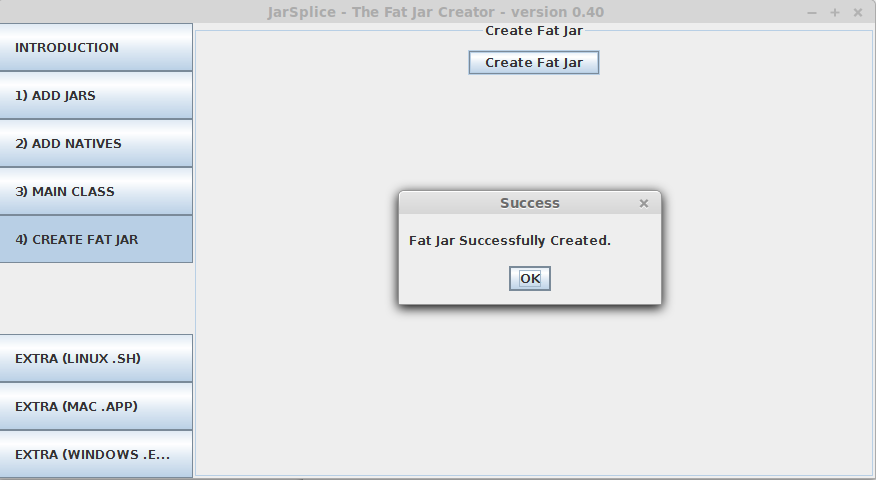 JarSplice - The Fat Jar Creator - version 0.40
INTRODUCTION
1) ADD JARS
2) ADD NATIVES
3) MAIN CLASS
4) CREATE FAT JAR
EXTRA (LINUX .SH)
EXTRA (MAC .APP)
EXTRA (WINDOWS .E...
Create Fat Jar
Create Fat Jar
Success
Fat Jar Successfully Created.
OK